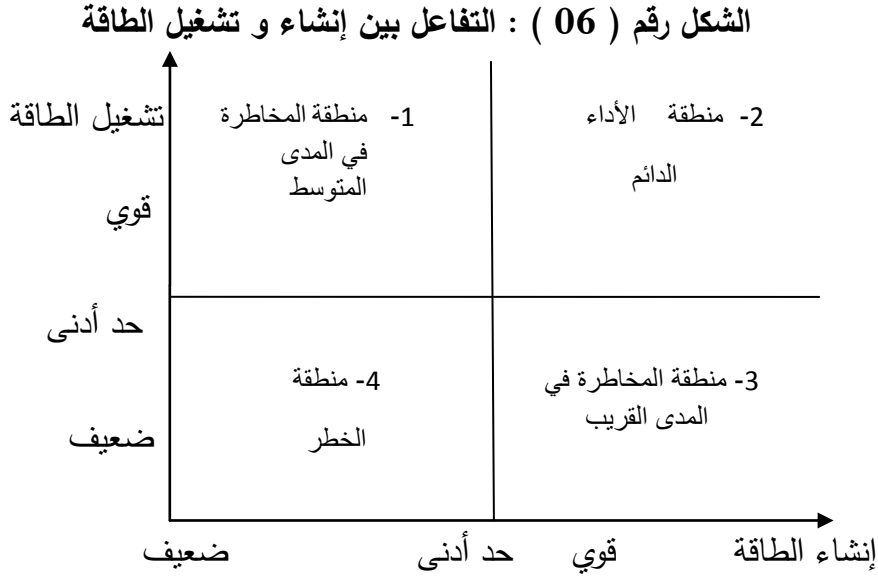 الشكل رقم ( 06 ) : التفاعل بين إنشاء و تشغيل الطاقة
تشغيل الطاقة
قوي
حد أدنى
ضعيف
1- منطقة المخاطرة
في المدى
المتوسط
2- منطقة الأداء
الدائم
3- منطقة المخاطرة في
المدى القريب
4- منطقة
الخطر
إنشاء الطاقة قوي حد أدنى ضعيف